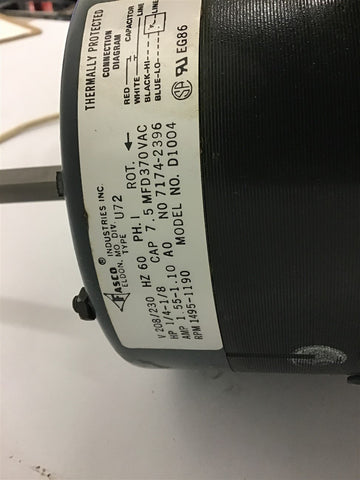 THERMALLY PROTECTED
CONNECTION
DIAGRAM
CAPACITOR
RED
WHITE LINE
BLACK-HI
BLUE-LO LINE
SA EG86
FASCO ® INDUSTRIES INC.
ELDON, MO DIV.
TYPE U72 ROT.
V 208/230 HZ 60 PH. 1
HP 1/4-1/8 CAP 7.5 MFD370VAC
AMP 1.55-1.10 AO NO 7174-2396
RPM 1495-1190 MODEL NO. D1004